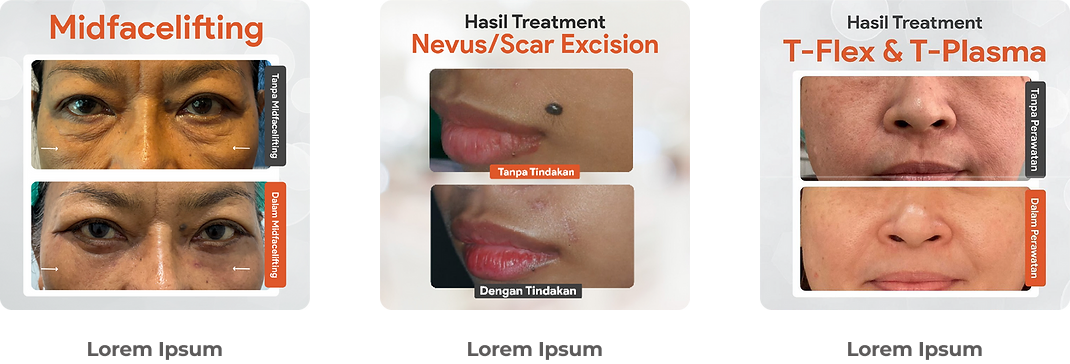 Midfacelifting
Tanpa Midfacelifting
Dalam Midfacelifting
Lorem Ipsum
Hasil Treatment
Nevus/Scar Excision
Tanpa Tindakan
Dengan Tindakan
Lorem Ipsum
Hasil Treatment
T-Flex & T-Plasma
Tanpa Perawatan
Dalam Perawatan
Lorem Ipsum